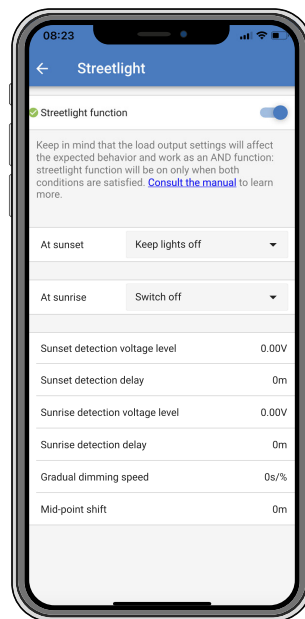 08:23
Streetlight
Streetlight function
Keep in mind that the load output settings will affect
the expected behavior and work as an AND function:
streetlight function will be on only when both
conditions are satisfied. Consult the manual to learn
more.
At sunset Keep lights off
At sunrise Switch off
Sunset detection voltage level 0.00V
Sunset detection delay 0m
Sunrise detection voltage level 0.00V
Sunrise detection delay 0m
Gradual dimming speed 0s/%
Mid-point shift 0m